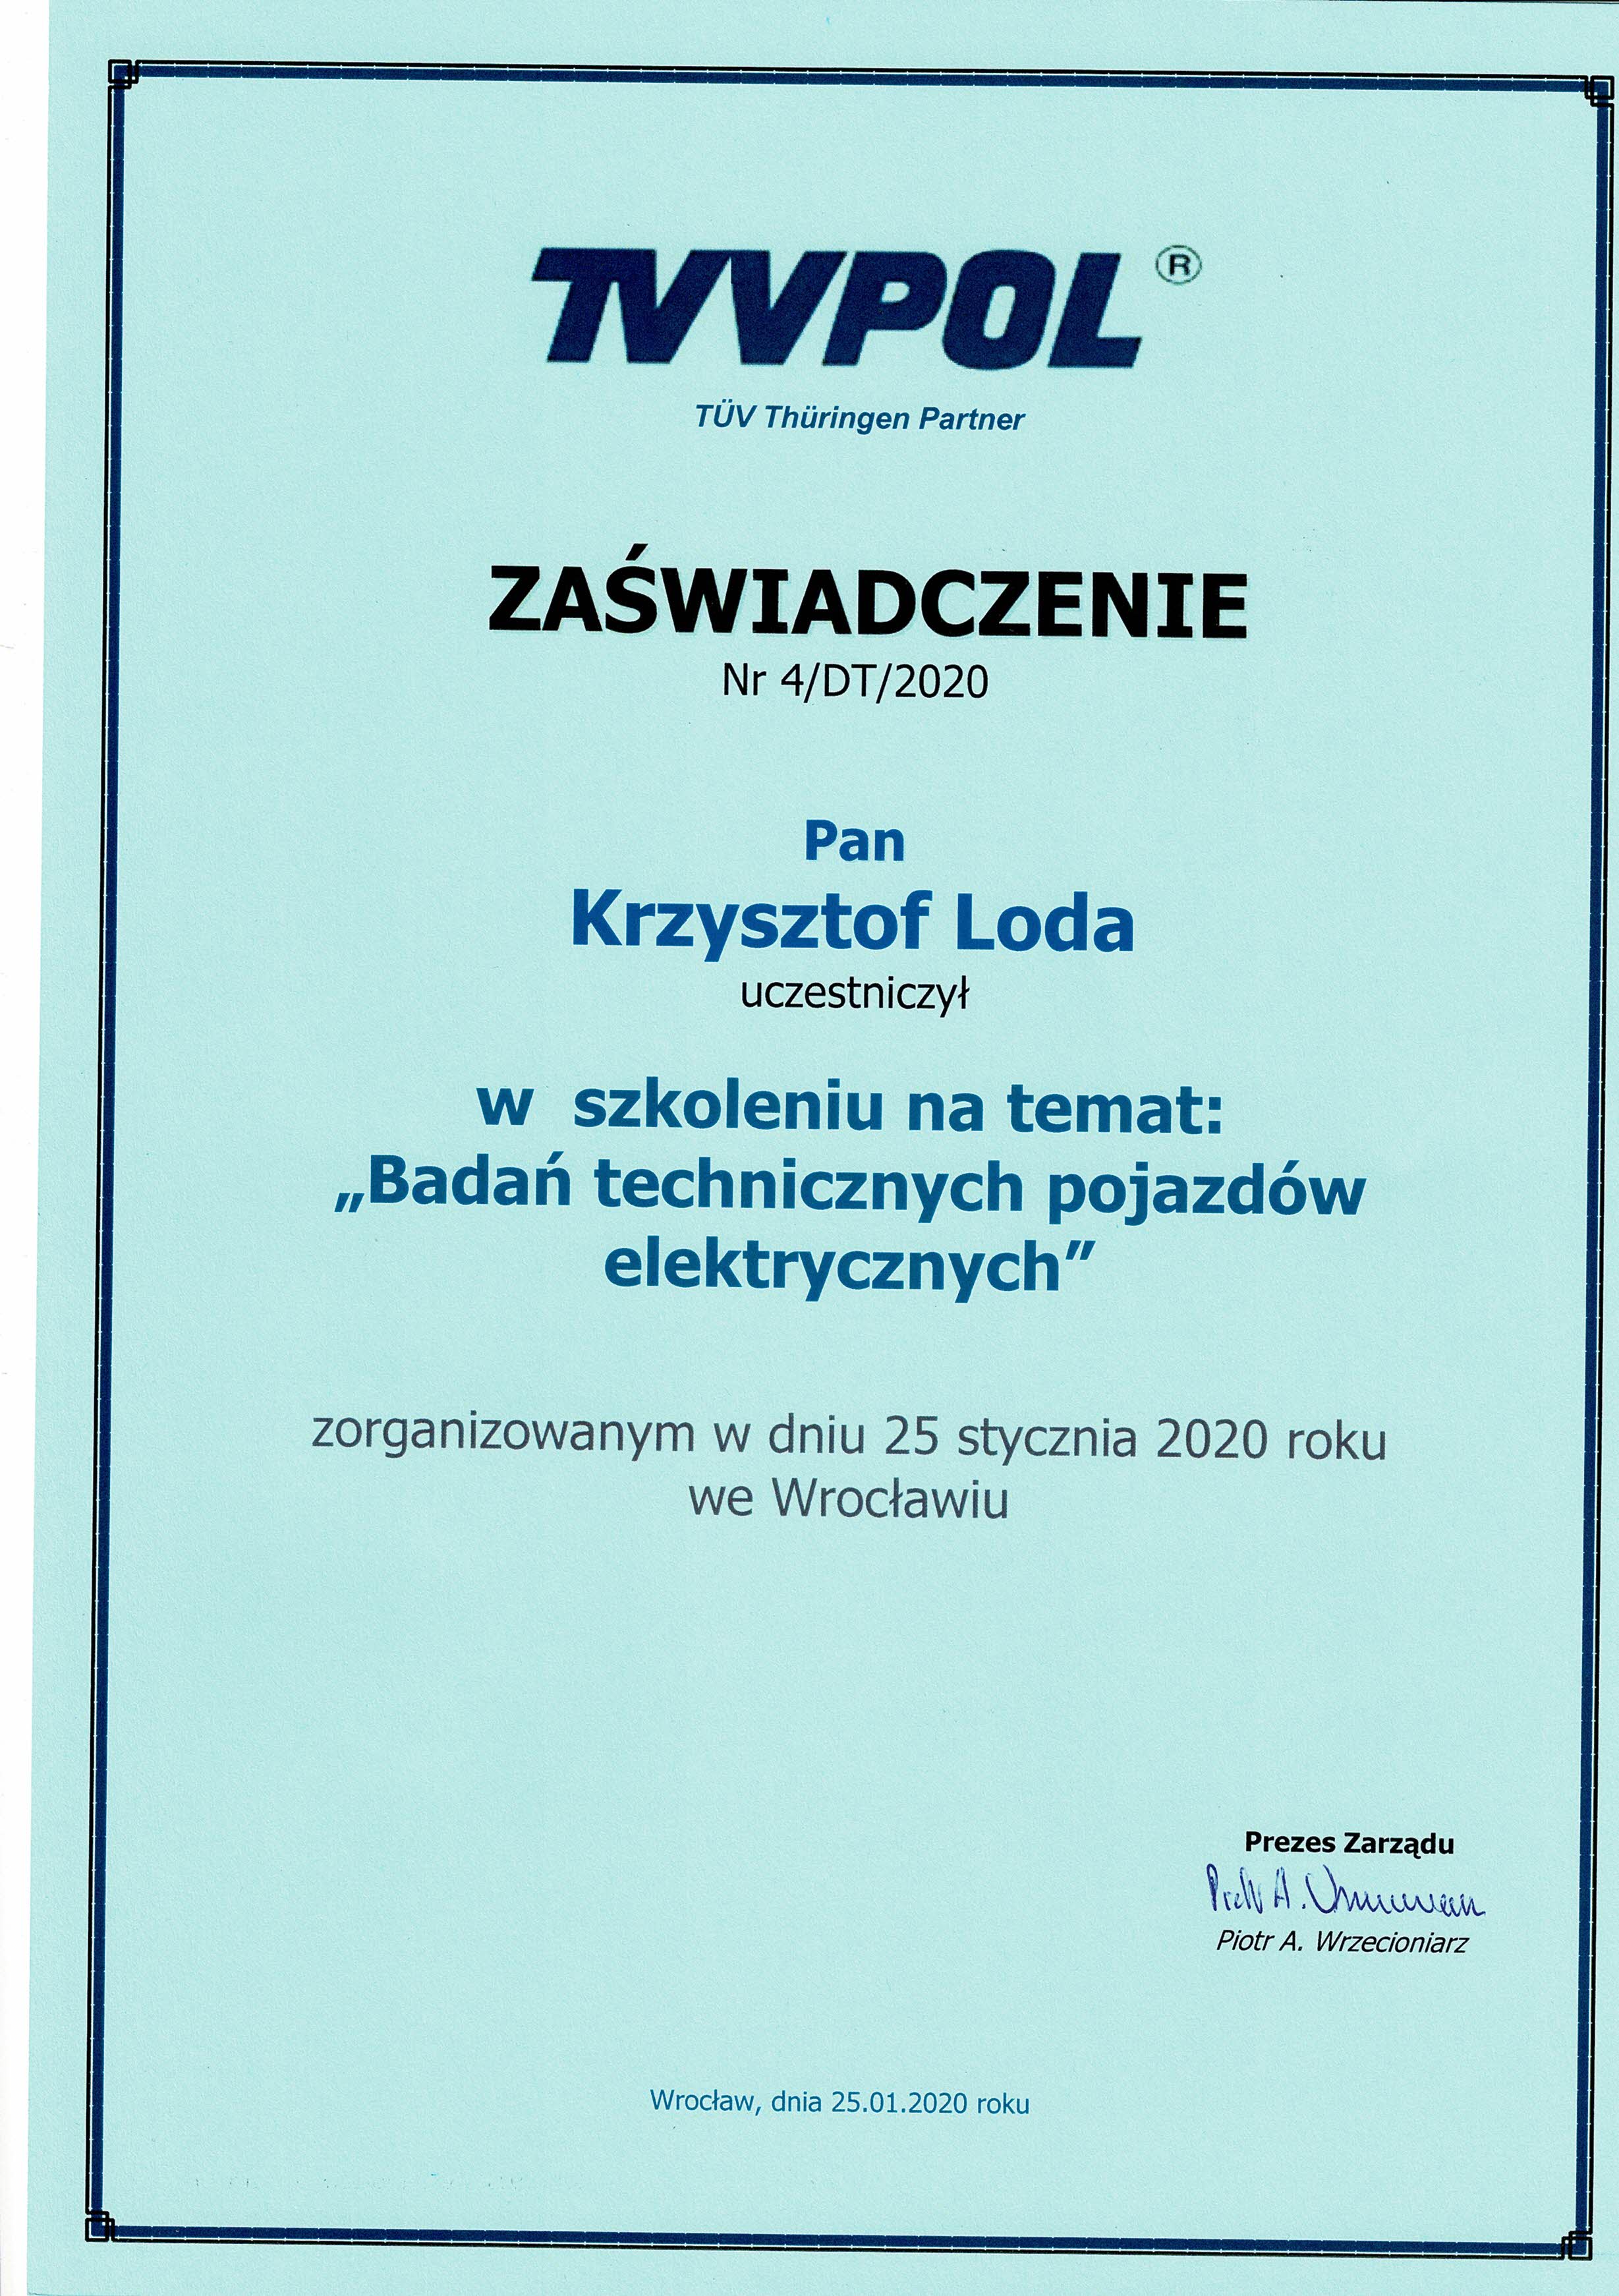 TVVPOL ®
TÜV Thüringen Partner
ZAŚWIADCZENIE
Nr 4/DT/2020
Pan
Krzysztof Loda
uczestniczył
w szkoleniu na temat:
„Badań technicznych pojazdów
elektrycznych”
zorganizowanym w dniu 25 stycznia 2020 roku
we Wrocławiu
Prezes Zarządu
Piotr A. Wrzecioniarz
Wrocław, dnia 25.01.2020 roku